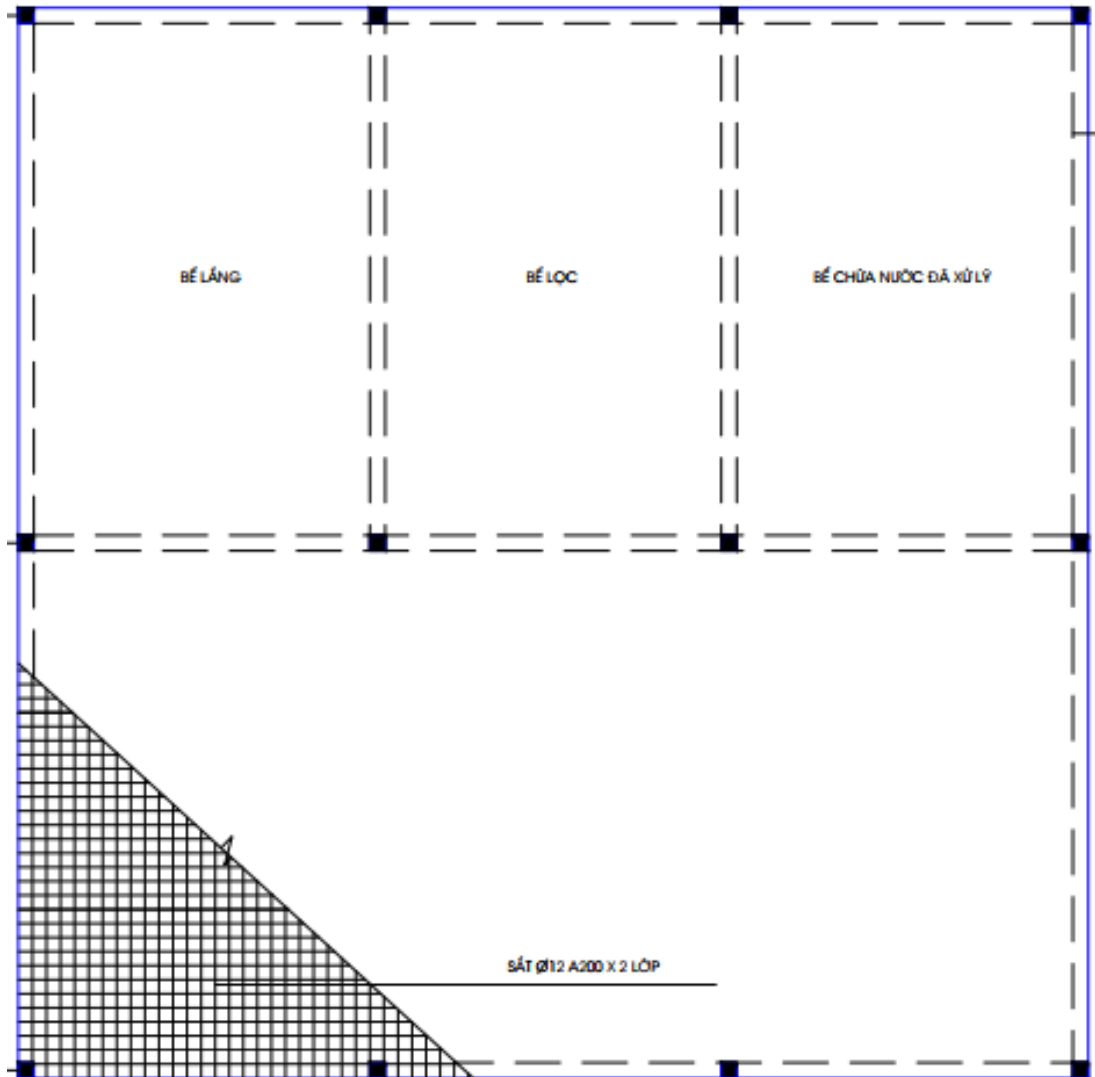 BỂ LẮNG
BỂ LỌC
BỂ CHỨA NƯỚC ĐÃ XỬ LÝ
SẮT Ø12 A200 X 2 LỚP